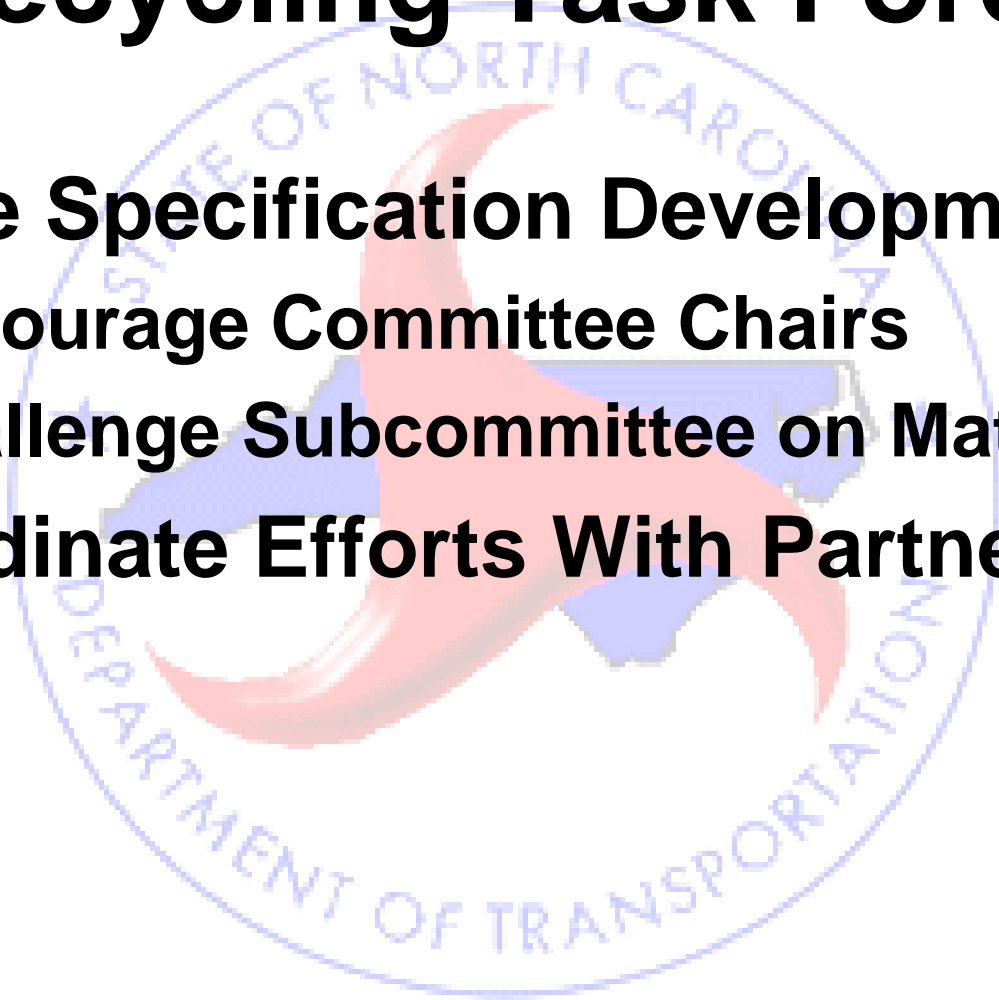 ecycling Task Forc
STATE OF NORTH CAROLINA
e Specification Developm
ourage Committee Chairs
allenge Subcommittee on Mat
dinate Efforts With Partne
DEPARTMENT OF TRANSPORTATION